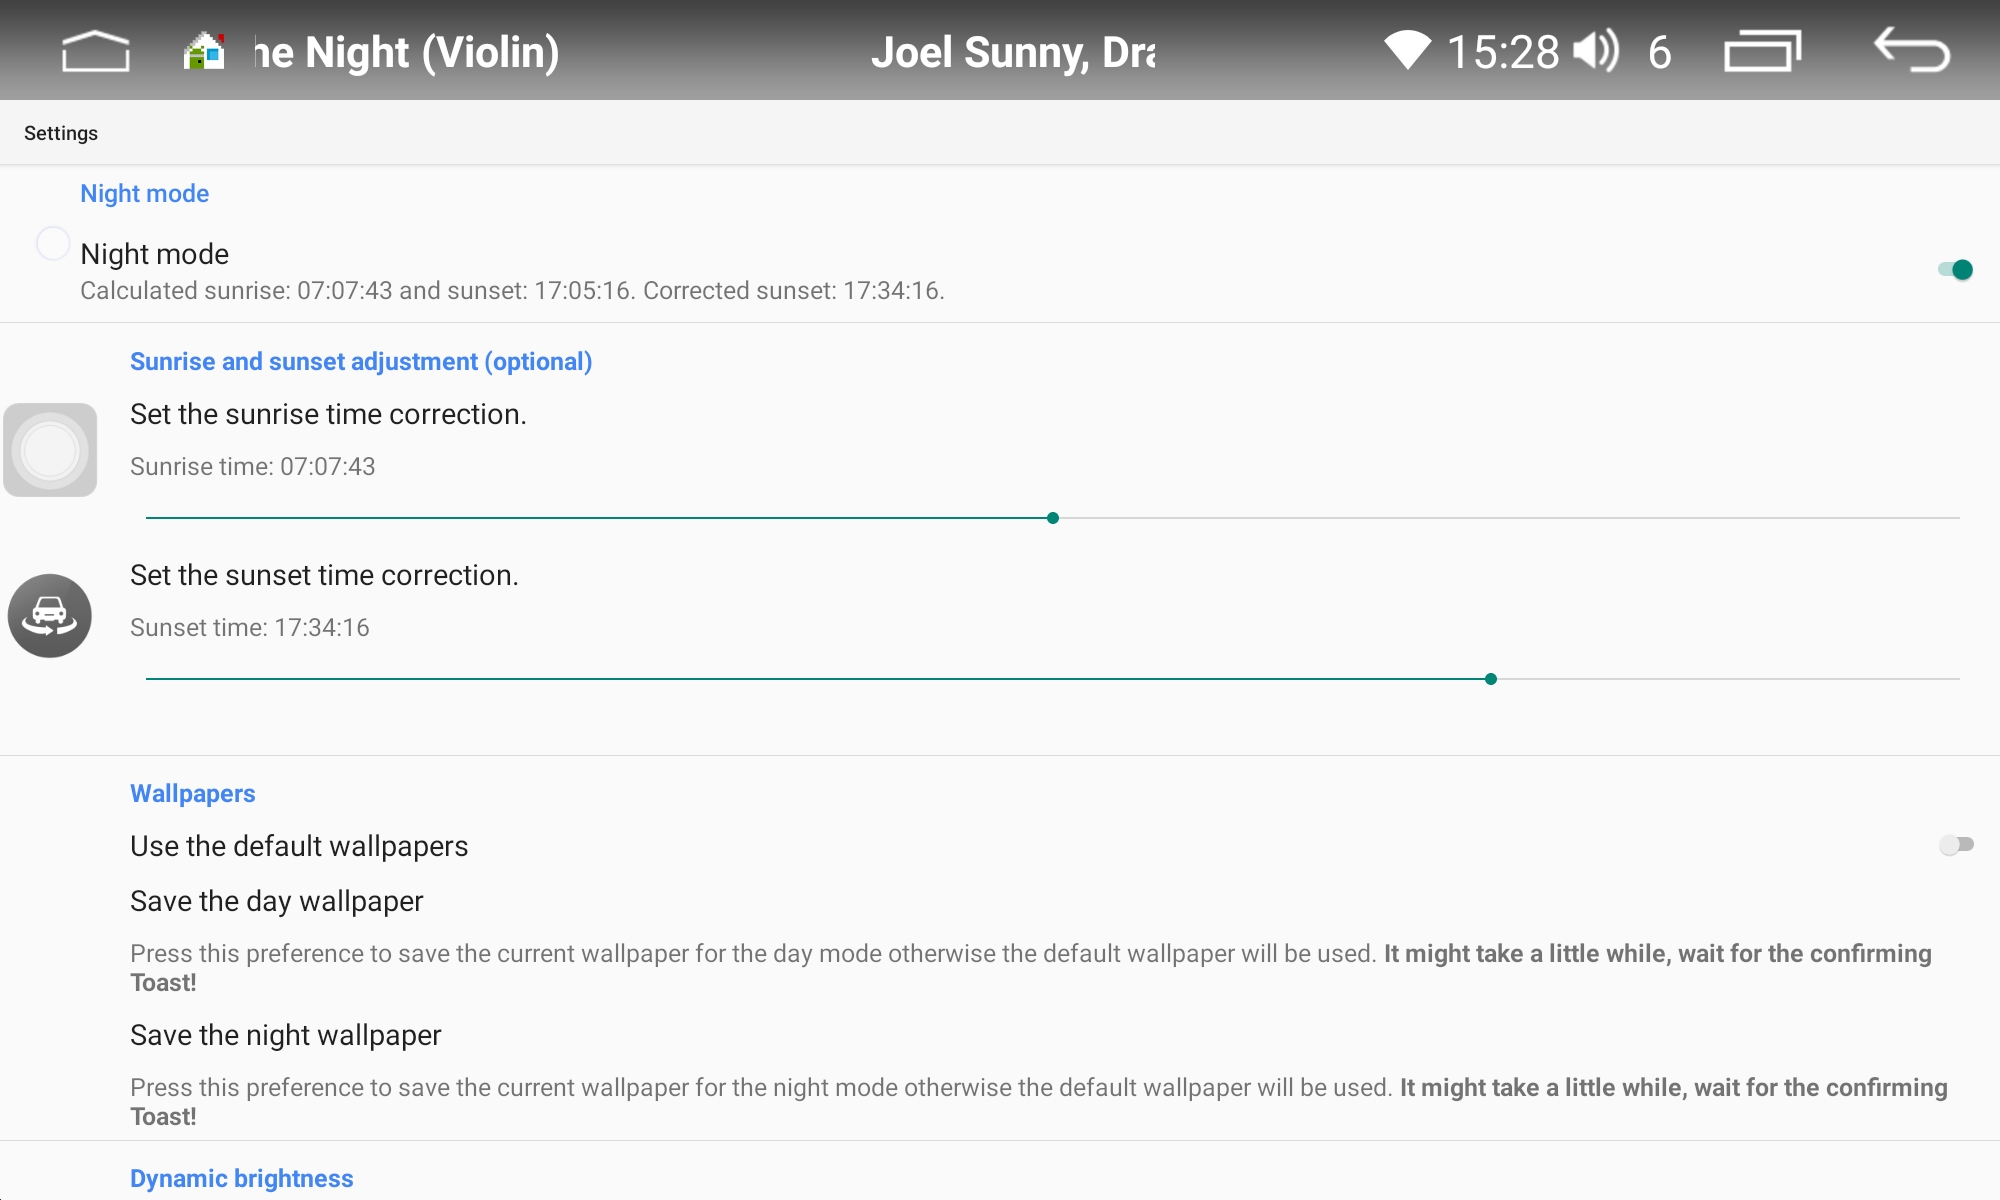 he Night (Violin)
Joel Sunny, Dra
15:28
6
Settings
Night mode
Night mode
Calculated sunrise: 07:07:43 and sunset: 17:05:16. Corrected sunset: 17:34:16.
Sunrise and sunset adjustment (optional)
Set the sunrise time correction.
Sunrise time: 07:07:43
Set the sunset time correction.
Sunset time: 17:34:16
Wallpapers
Use the default wallpapers
Save the day wallpaper
Press this preference to save the current wallpaper for the day mode otherwise the default wallpaper will be used. It might take a little while, wait for the confirming
Toast!
Save the night wallpaper
Press this preference to save the current wallpaper for the night mode otherwise the default wallpaper will be used. It might take a little while, wait for the confirming
Toast!
Dynamic brightness